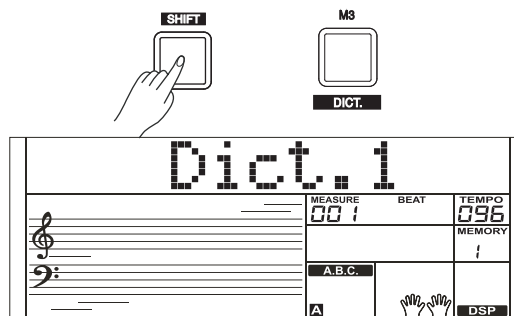 SHIFT
M3
DICT.
Dict.1
MEASURE BEAT TEMPO
001 096
MEMORY
1
A.B.C.
A
DSP